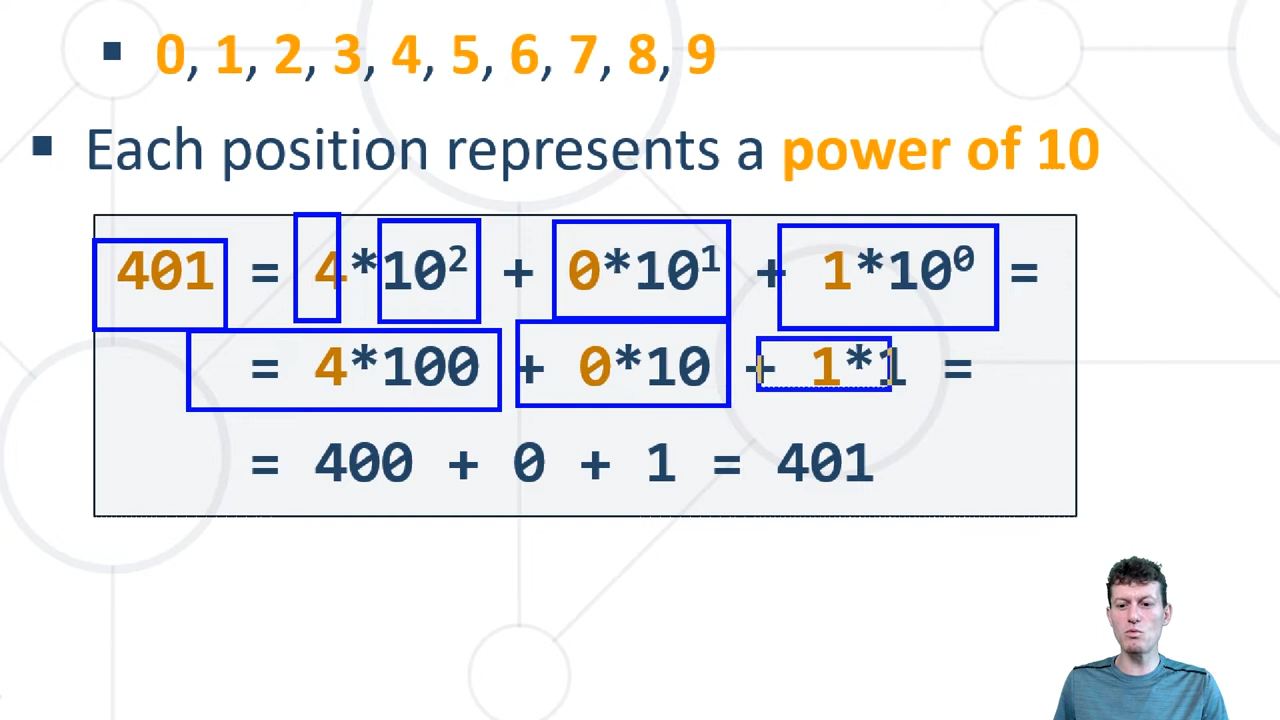 ▪ 0, 1, 2, 3, 4, 5, 6, 7, 8, 9
▪ Each position represents a power of 10
401 = 4*10² + 0*10¹ + 1*10⁰ =
= 4*100 + 0*10 + 1*1 =
= 400 + 0 + 1 = 401